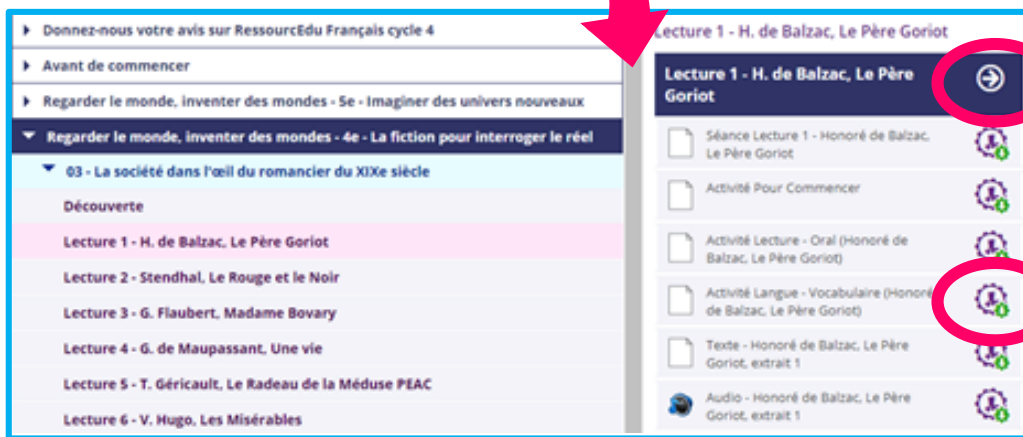 Donnez-nous votre avis sur RessourcEdu Français cycle 4
Avant de commencer
Regarder le monde, inventer des mondes - 5e - Imaginer des univers nouveaux
Regarder le monde, inventer des mondes - 4e - La fiction pour interroger le réel
03 - La société dans l'œil du romancier du XIXe siècle
Découverte
Lecture 1 - H. de Balzac, Le Père Goriot
Lecture 2 - Stendhal, Le Rouge et le Noir
Lecture 3 - G. Flaubert, Madame Bovary
Lecture 4 - G. de Maupassant, Une vie
Lecture 5 - T. Géricault, Le Radeau de la Méduse PEAC
Lecture 6 - V. Hugo, Les Misérables
Lecture 1 - H. de Balzac, Le Père Goriot
Lecture 1 - H. de Balzac, Le Père
Goriot
Séance Lecture 1 - Honoré de Balzac,
Le Père Goriot
Activité Pour Commencer
Activité Lecture - Oral (Honoré de
Balzac, Le Père Goriot)
Activité Langue - Vocabulaire (Honoré
de Balzac, Le Père Goriot)
Texte - Honoré de Balzac, Le Père
Goriot, extrait 1
Audio - Honoré de Balzac, Le Père
Goriot, extrait 1